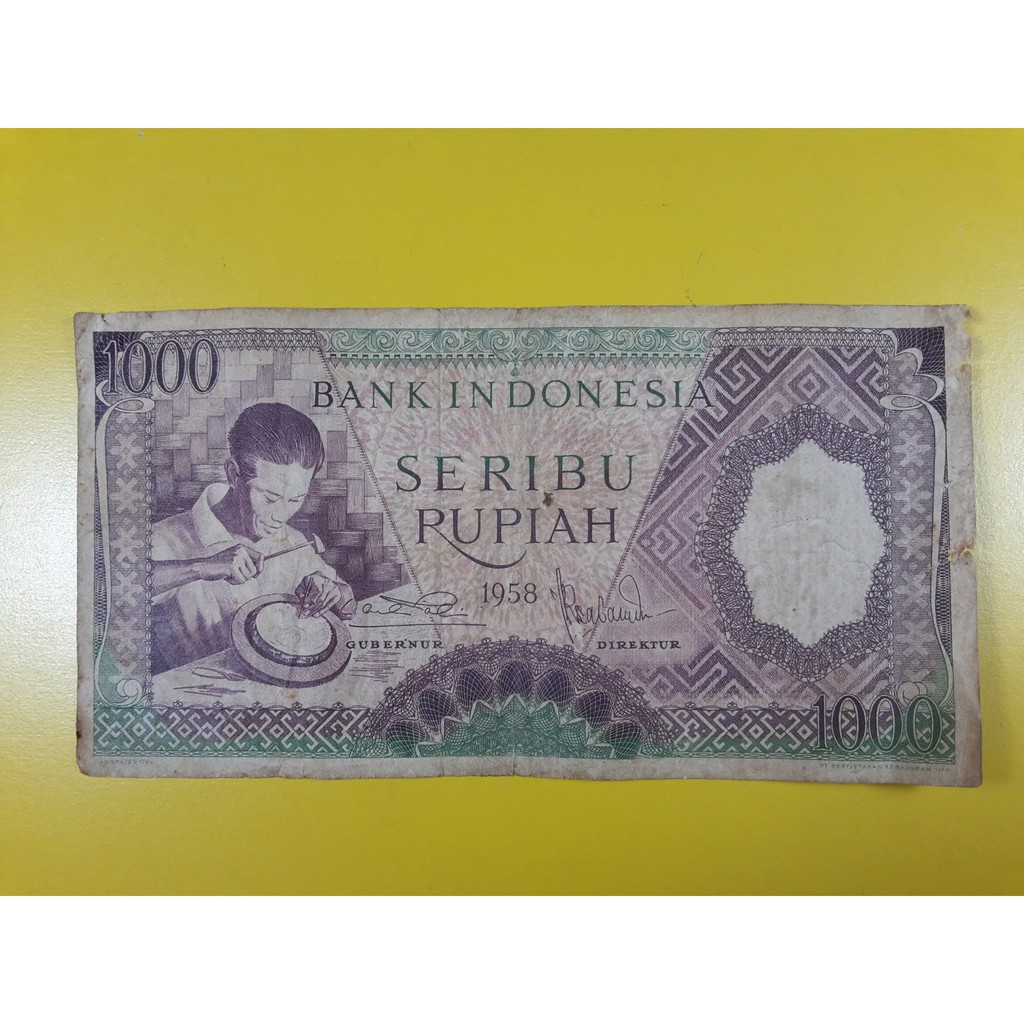 1000
BANK INDONESIA
SERIBU
RUPIAH
1958
GUBERNUR
DIREKTUR
1000